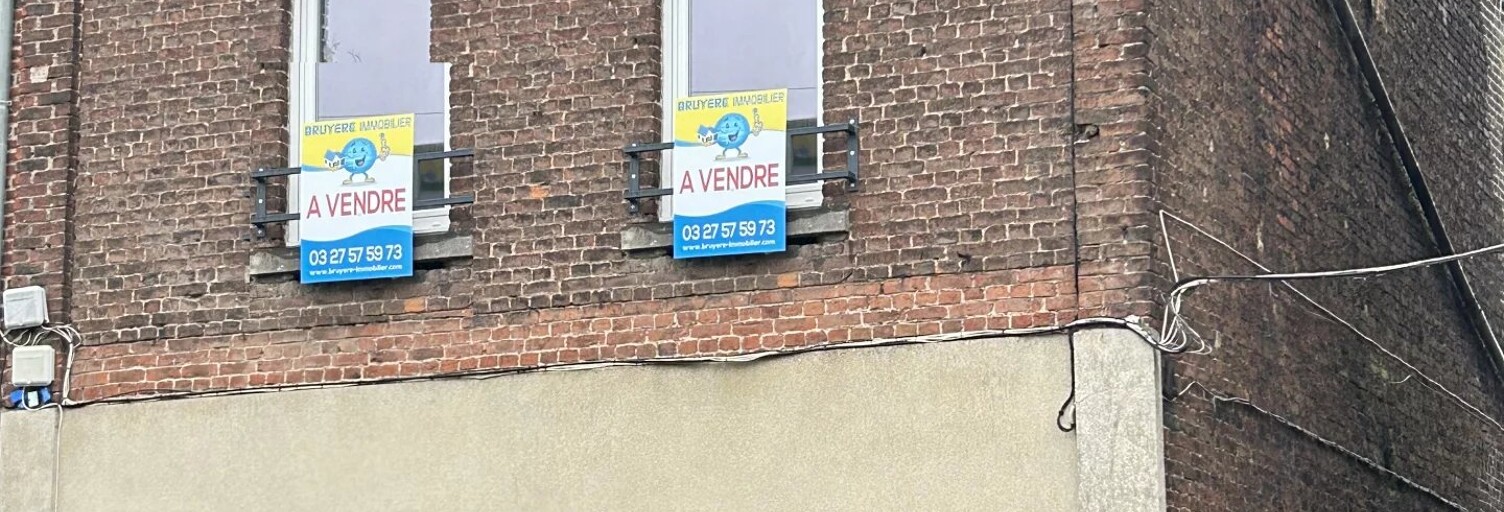 BRUYERE IMMOBILIER
A VENDRE
03 27 57 59 73
www.bruyere-immobilier.com
BRUYERE IMMOBILIER
A VENDRE
03 27 57 59 73
www.bruyere-immobilier.com